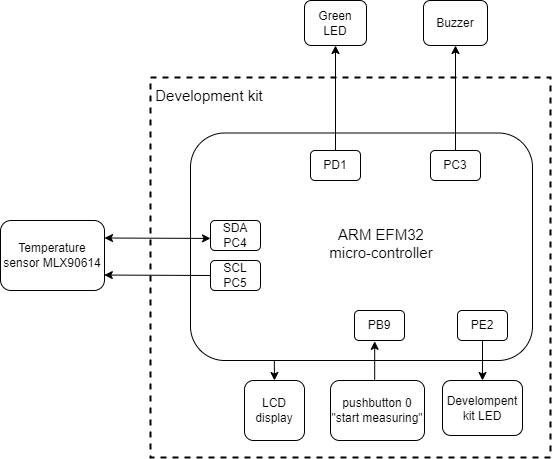 Green
LED
Buzzer
Development kit
PD1
PC3
SDA
PC4
ARM EFM32
micro-controller
Temperature
sensor MLX90614
SCL
PC5
PB9
PE2
LCD
display
pushbutton 0
"start measuring"
Develompent
kit LED